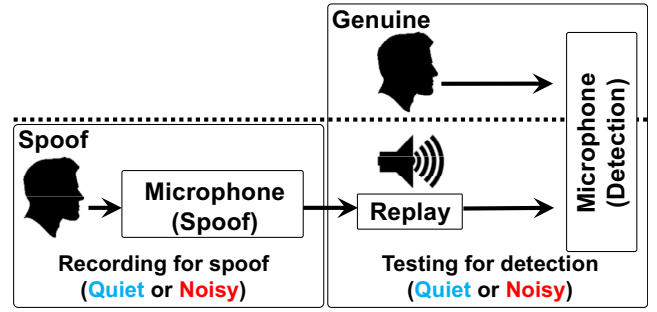 Genuine
Spoof
Microphone
(Spoof)
Replay
Microphone
(Detection)
Recording for spoof
(Quiet or Noisy)
Testing for detection
(Quiet or Noisy)